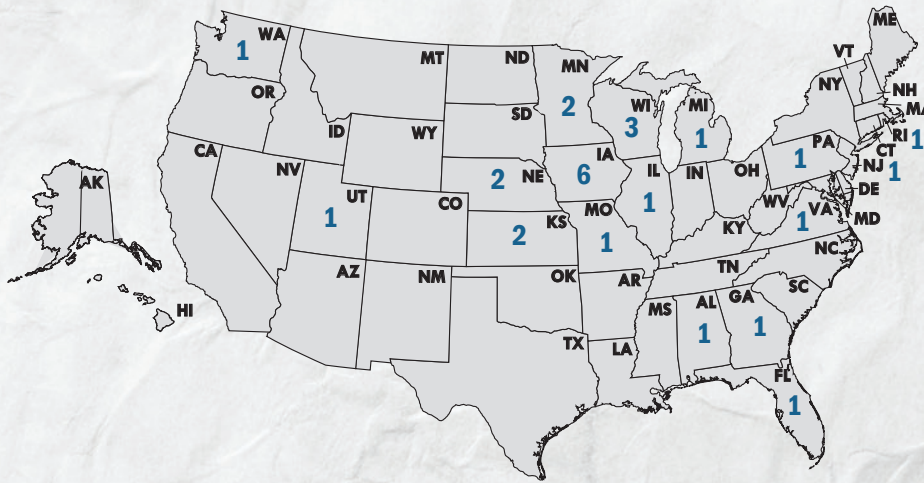 ME
WA
1
MT
ND
MN
2
VT
NH
NY
MA
OR
ID
WY
SD
WI
3
MI
1
RI 1
CT
CA
NV
UT
1
CO
2 NE
IA
6
IL
1
IN
OH
PA
1
NJ
1
DE
MD
AK
KS
2
MO
1
WV
VA
1
KY
NC
AZ
NM
OK
AR
TN
SC
HI
TX
LA
MS
AL
1
GA
1
FL
1